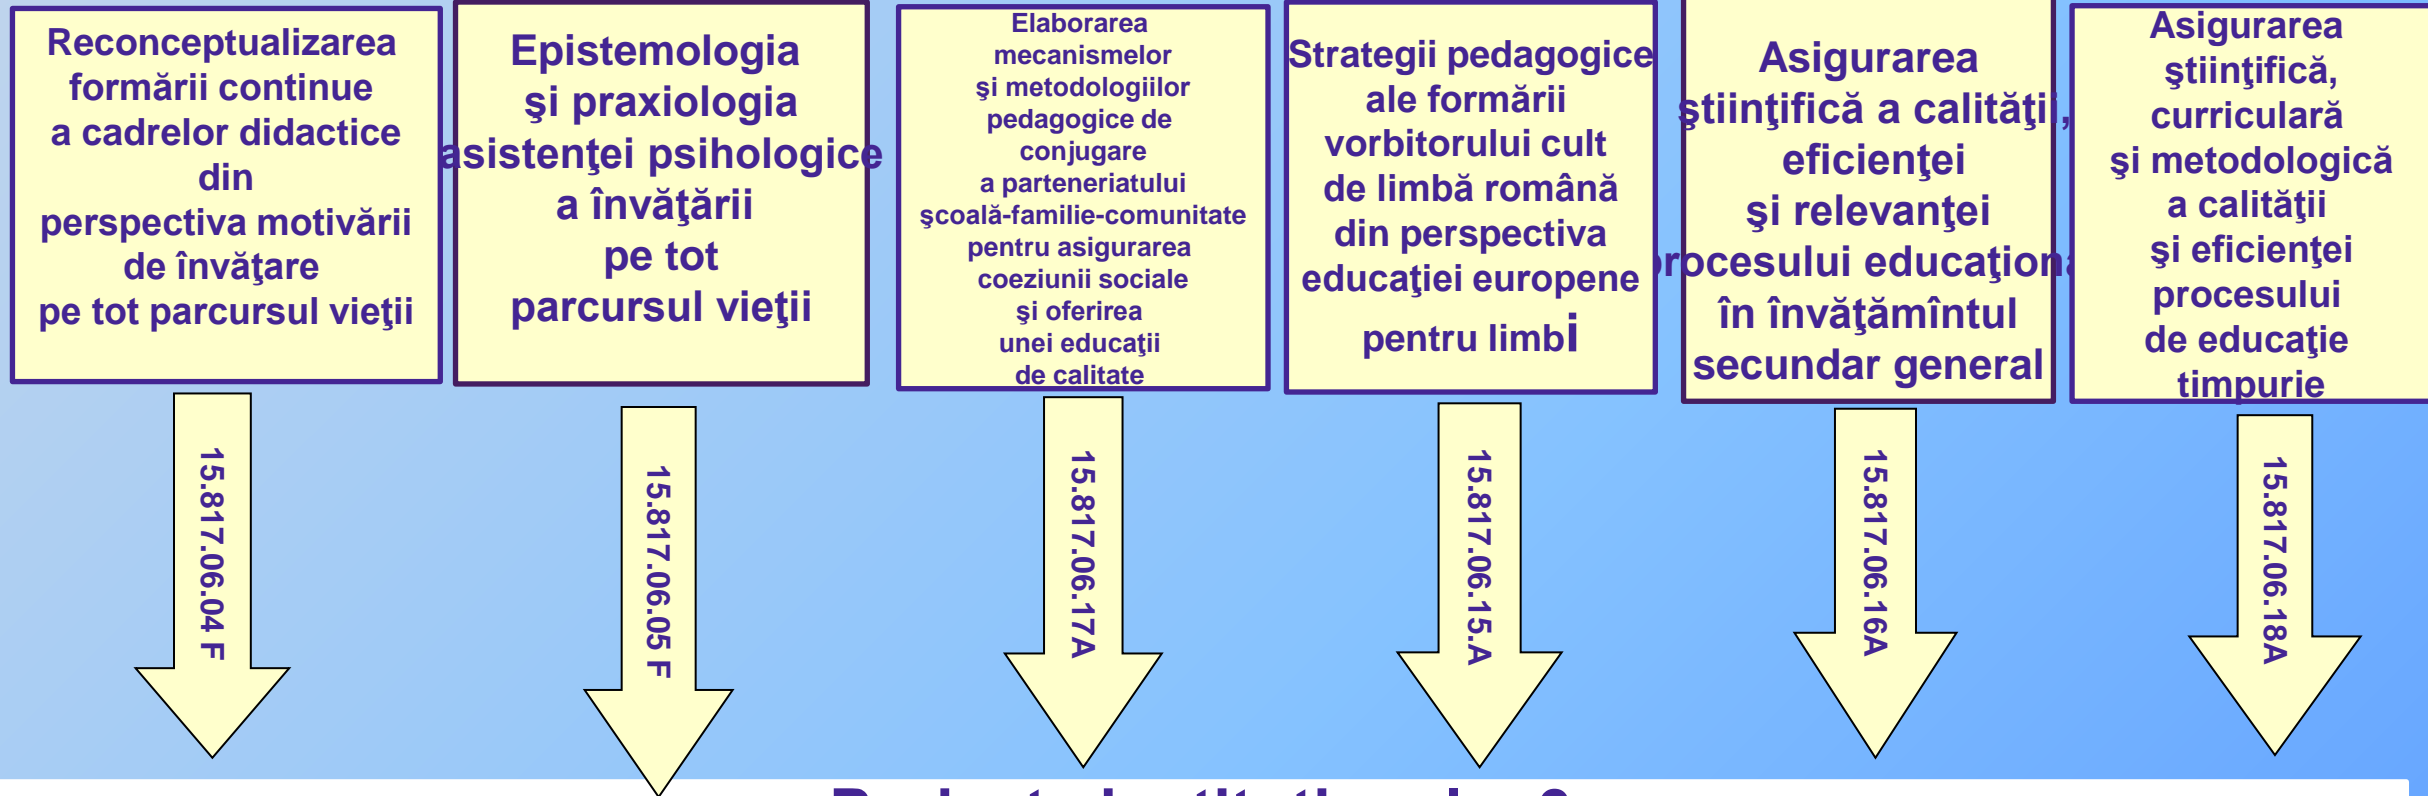 Reconceptualizarea
formării continue
a cadrelor didactice
din
perspectiva motivării
de învăţare
pe tot parcursul vieţii
Epistemologia
şi praxiologia
asistenţei psihologice
a învăţării
pe tot
parcursul vieţii
Elaborarea
mecanismelor
şi metodologiilor
pedagogice de
conjugare
a parteneriatului
şcoală-familie-comunitate
pentru asigurarea
coeziunii sociale
şi oferirea
unei educaţii
de calitate
Strategii pedagogice
ale formării
vorbitorului cult
de limbă română
din perspectiva
educaţiei europene
pentru limbi
Asigurarea
ştiinţifică a calităţii,
eficienţei
şi relevanţei
în învăţămîntul
secundar general
Asigurarea
ştiinţifică,
curriculară
şi metodologică
a calităţii
şi eficienţei
procesului
de educaţie
timpurie
15.817.06.04 F
15.817.06.05 F
15.817.06.17A
15.817.06.15.A
15.817.06.16A
15.817.06.18A